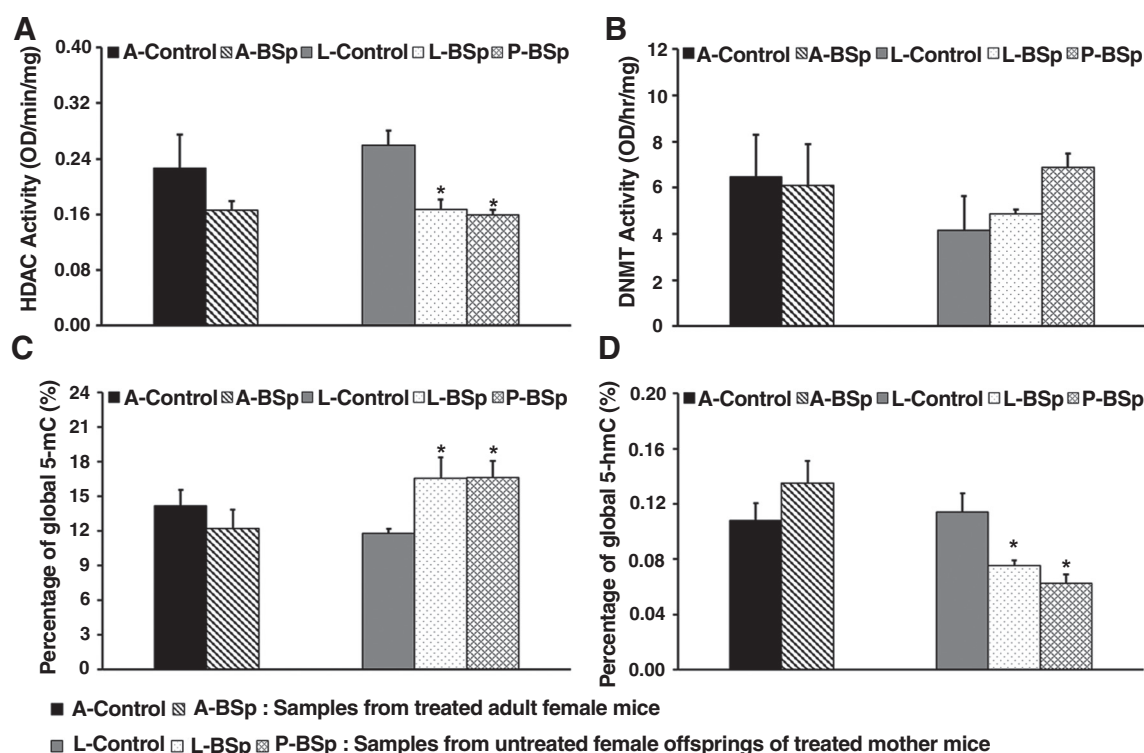 A
B
A-Control A-BSp L-Control L-BSp P-BSp
A-Control A-BSp L-Control L-BSp P-BSp
HDAC Activity (OD/min/mg)
0.40
0.32
0.24
0.16
0.08
0.00
* *
DNMT Activity (OD/hr/mg)
12
10
8
6
4
2
0
C
D
A-Control A-BSp L-Control L-BSp P-BSp
A-Control A-BSp L-Control L-BSp P-BSp
Percentage of global 5-mC (%)
24
21
18
15
12
9
6
3
0
* *
Percentage of global 5-hmC (%)
0.20
0.16
0.12
0.08
0.04
0.00
* *
A-Control A-BSp : Samples from treated adult female mice
L-Control L-BSp P-BSp : Samples from untreated female offsprings of treated mother mice